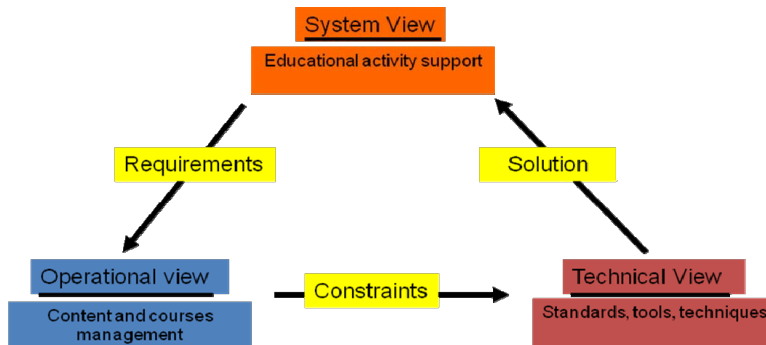 System View
Educational activity support
Requirements
Solution
Operational view
Constraints
Technical View
Content and courses
management
Standards, tools, techniques